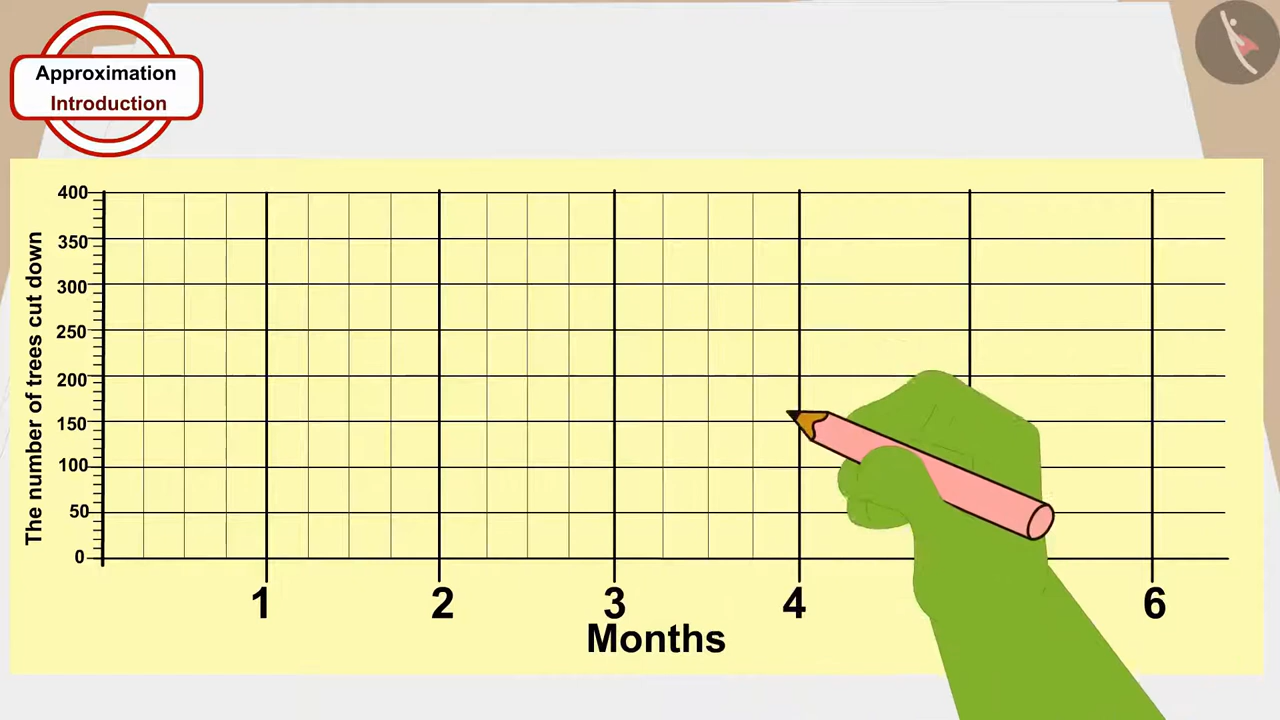 Approximation
Introduction
The number of trees cut down
400
350
300
250
200
150
100
50
0
1 2 3 4 6
Months